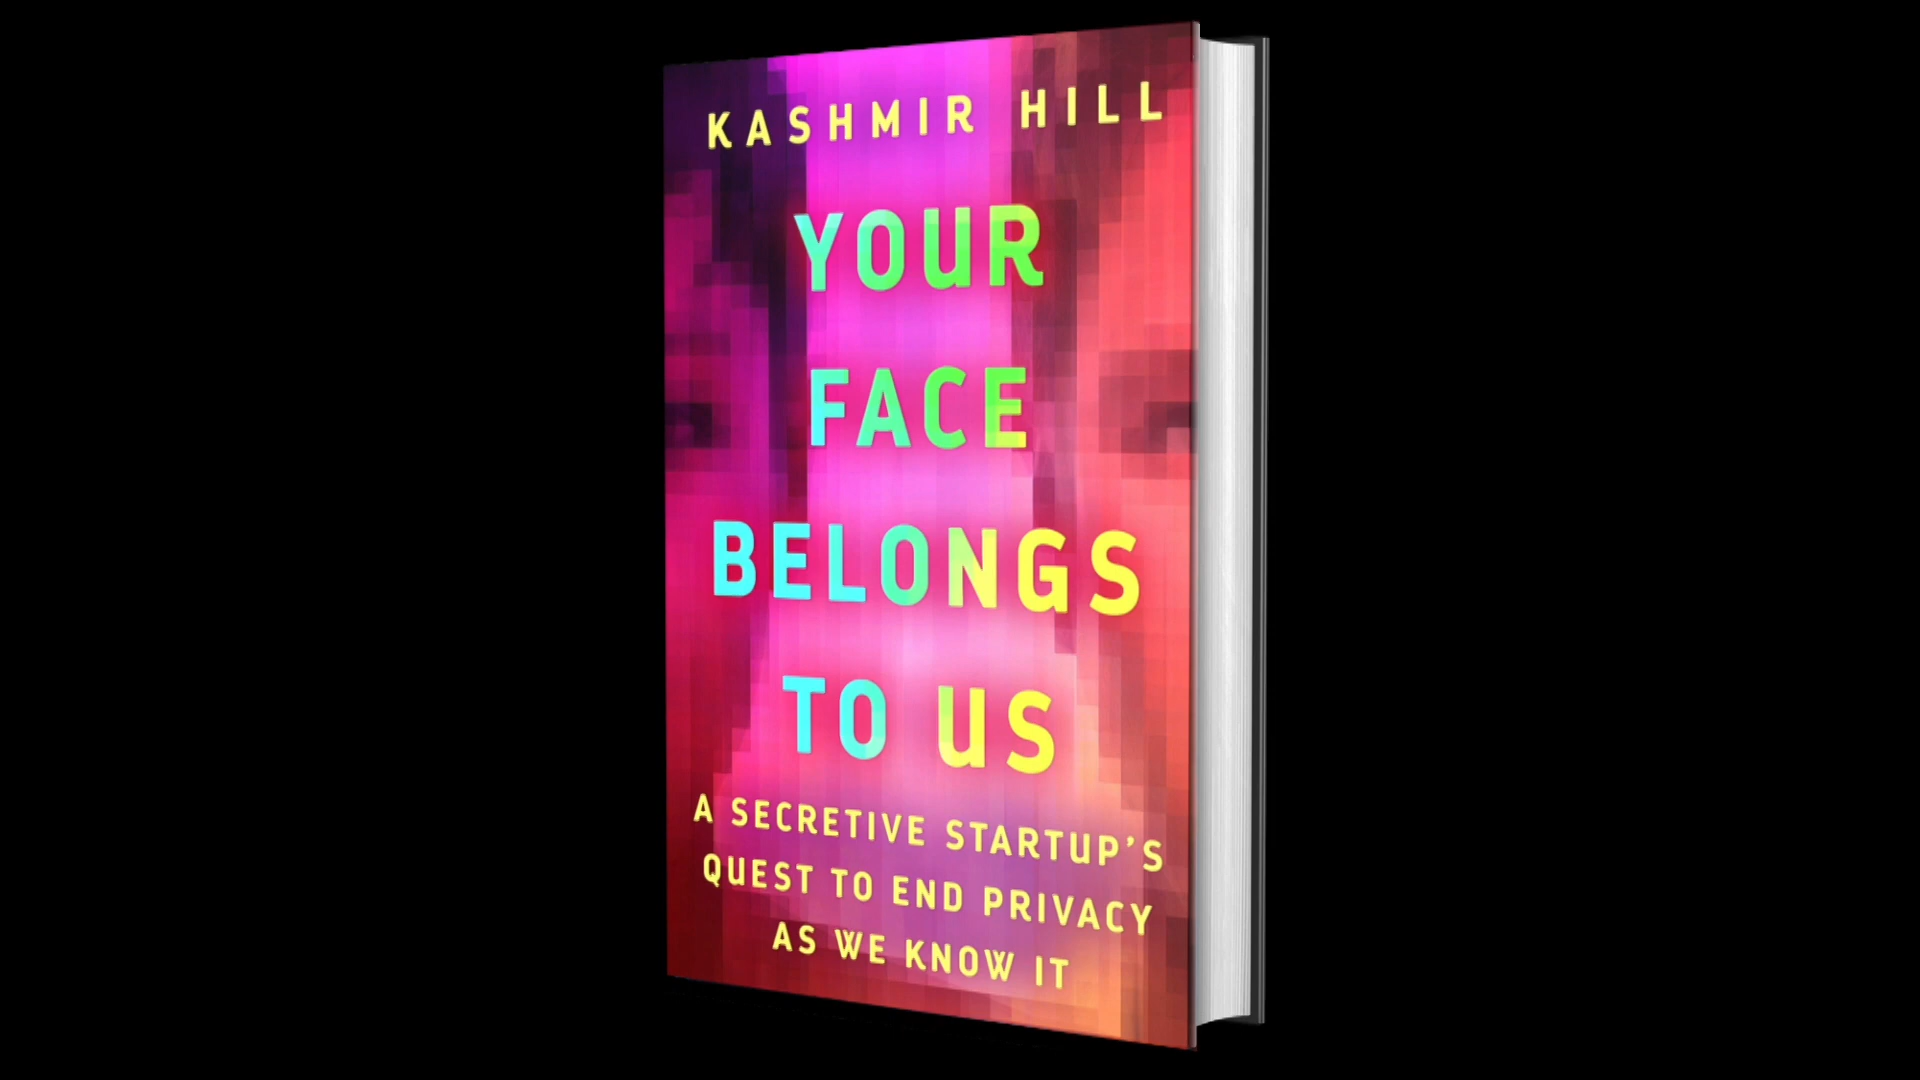 KASHMIR HILL
YOUR
FACE
BELONGS
TO US
A SECRETIVE STARTUP'S
QUEST TO END PRIVACY
AS WE KNOW IT